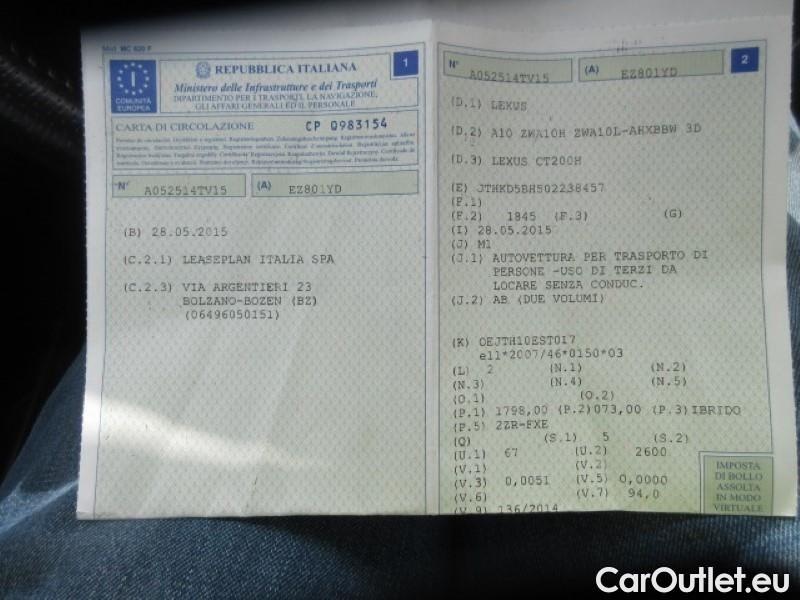 Mod. MC 820 F
I
COMUNITÀ
EUROPEA
REPUBBLICA ITALIANA
Ministero delle Infrastrutture e dei Trasporti
DIPARTIMENTO PER I TRASPORTI, LA NAVIGAZIONE,
GLI AFFARI GENERALI ED IL PERSONALE
1
CARTA DI CIRCOLAZIONE CP 0983154
N° A052514TV15 (A) EZ801YD
(B) 28.05.2015
(C.2.1) LEASEPLAN ITALIA SPA
(C.2.3) VIA ARGENTIERI 23
BOLZANO-BOZEN (BZ)
(06496050151)
N° A052514TV15 (A) EZ801YD 2
(D.1) LEXUS
(D.2) A10 ZWA10H ZWA10L-AHXBBW 3D
(D.3) LEXUS CT200H
(E) JTHKD5BH502238457
(F.1)
(F.2) 1845 (F.3) (G)
(I) 28.05.2015
(J) M1
(J.1) AUTOVETTURA PER TRASPORTO DI
PERSONE -USO DI TERZI DA
LOCARE SENZA CONDUC.
(J.2) AB (DUE VOLUMI)
(K) OEJTH10EST017
e11*2007/46*0150*03
(L) 2 (N.1) (N.2)
(N.3) (N.4) (N.5)
(O.1) (O.2)
(P.1) 1798,00 (P.2) 073,00 (P.3) IBRIDO
(P.5) 2ZR-FXE
(Q) (S.1) 5 (S.2)
(U.1) 67 (U.2) 2600
(V.1) (V.2)
(V.3) 0,0051 (V.5) 0,0000
(V.6) (V.7) 94,0
(V.9) 136/2014
IMPOSTA
DI BOLLO
ASSOLTA
IN MODO
VIRTUALE
CarOutlet.eu